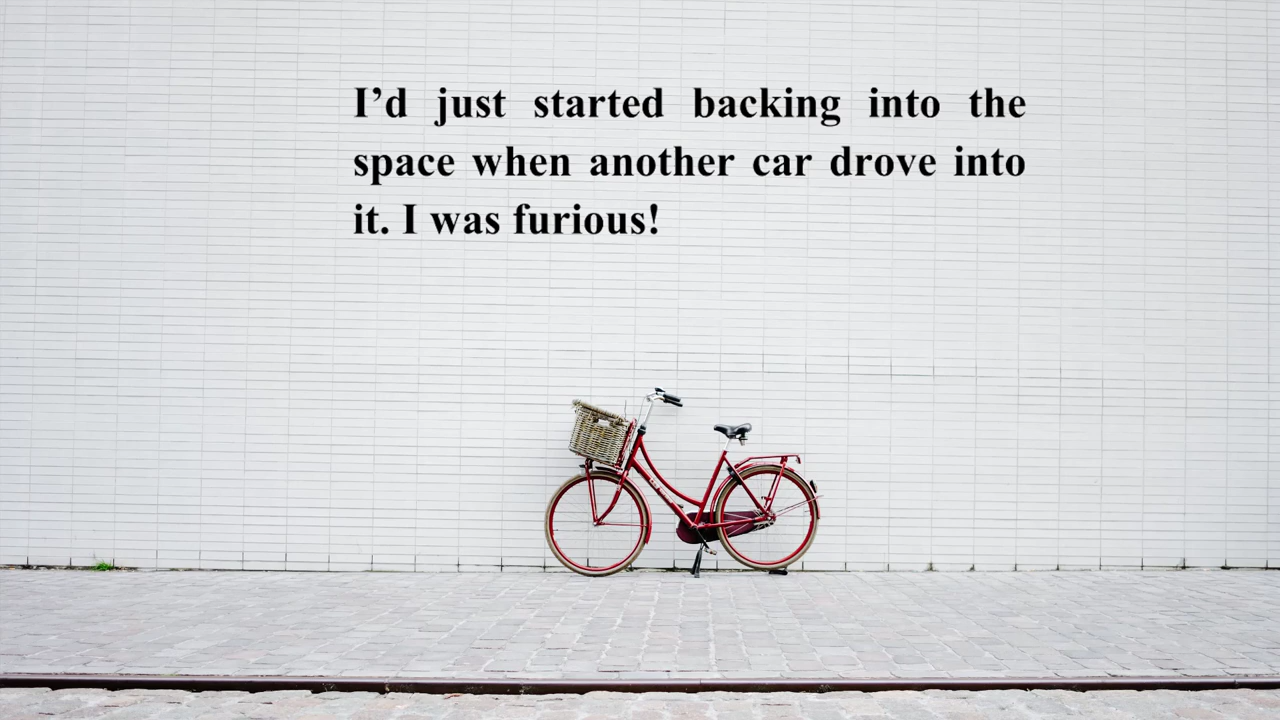 I’d just started backing into the
space when another car drove into
it. I was furious!